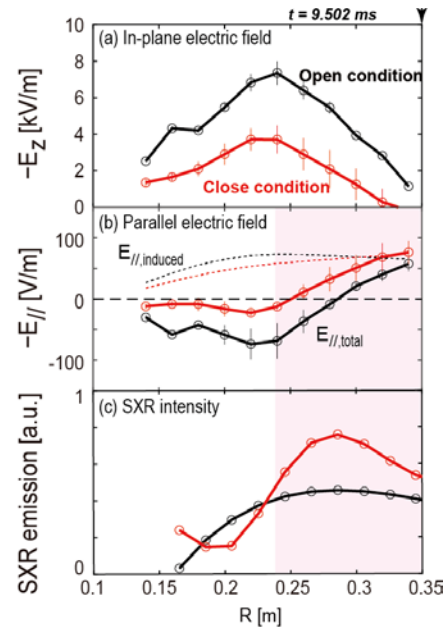 t = 9.502 ms
(a) In-plane electric field
10
8
6
4
2
0
−E_Z [kV/m]
Open condition
Close condition
(b) Parallel electric field
100
0
-100
−E_// [V/m]
E_//,induced
E_//,total
(c) SXR intensity
1
0
SXR emission [a.u.]
0.1 0.15 0.2 0.25 0.3 0.35
R [m]